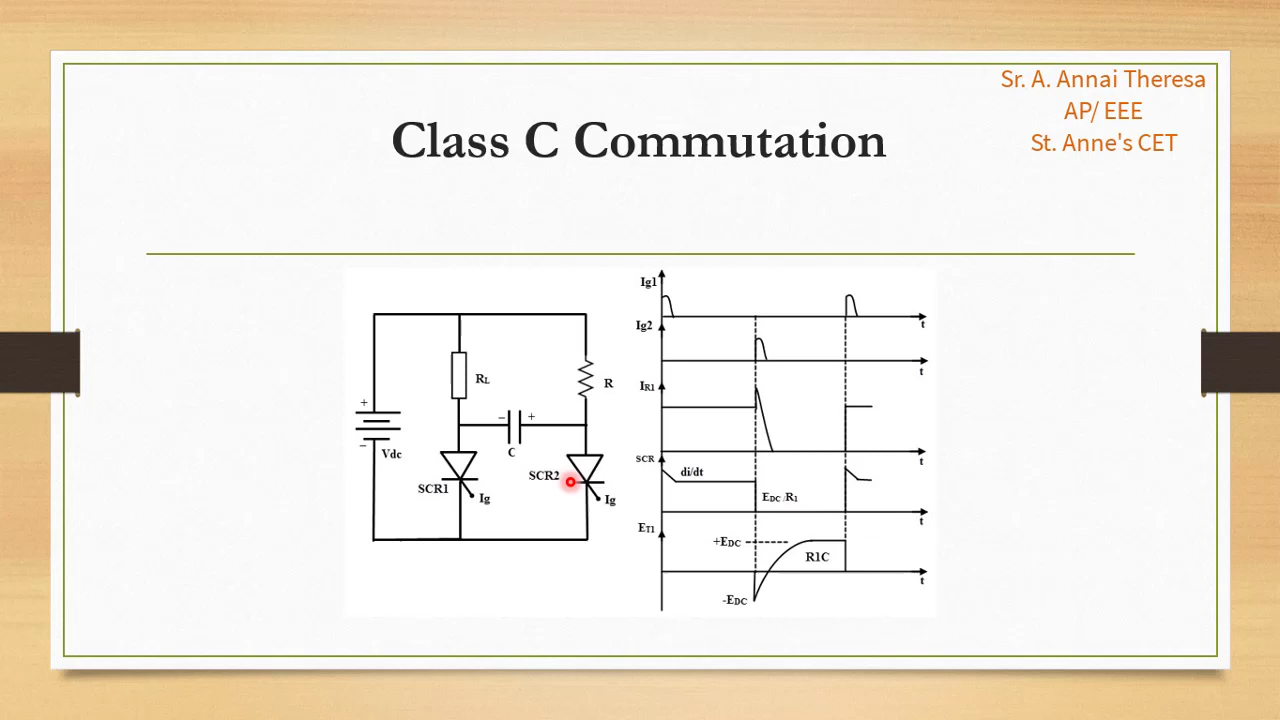 Sr. A. Annai Theresa
AP/ EEE
St. Anne's CET
Class C Commutation
+
−
Vdc
RL
− +
C
R
SCR1
Ig
SCR2
Ig
Ig1
t
Ig2
t
IR1
t
SCR
di/dt
EDC /R1
t
ET1
+EDC
R1C
t
-EDC